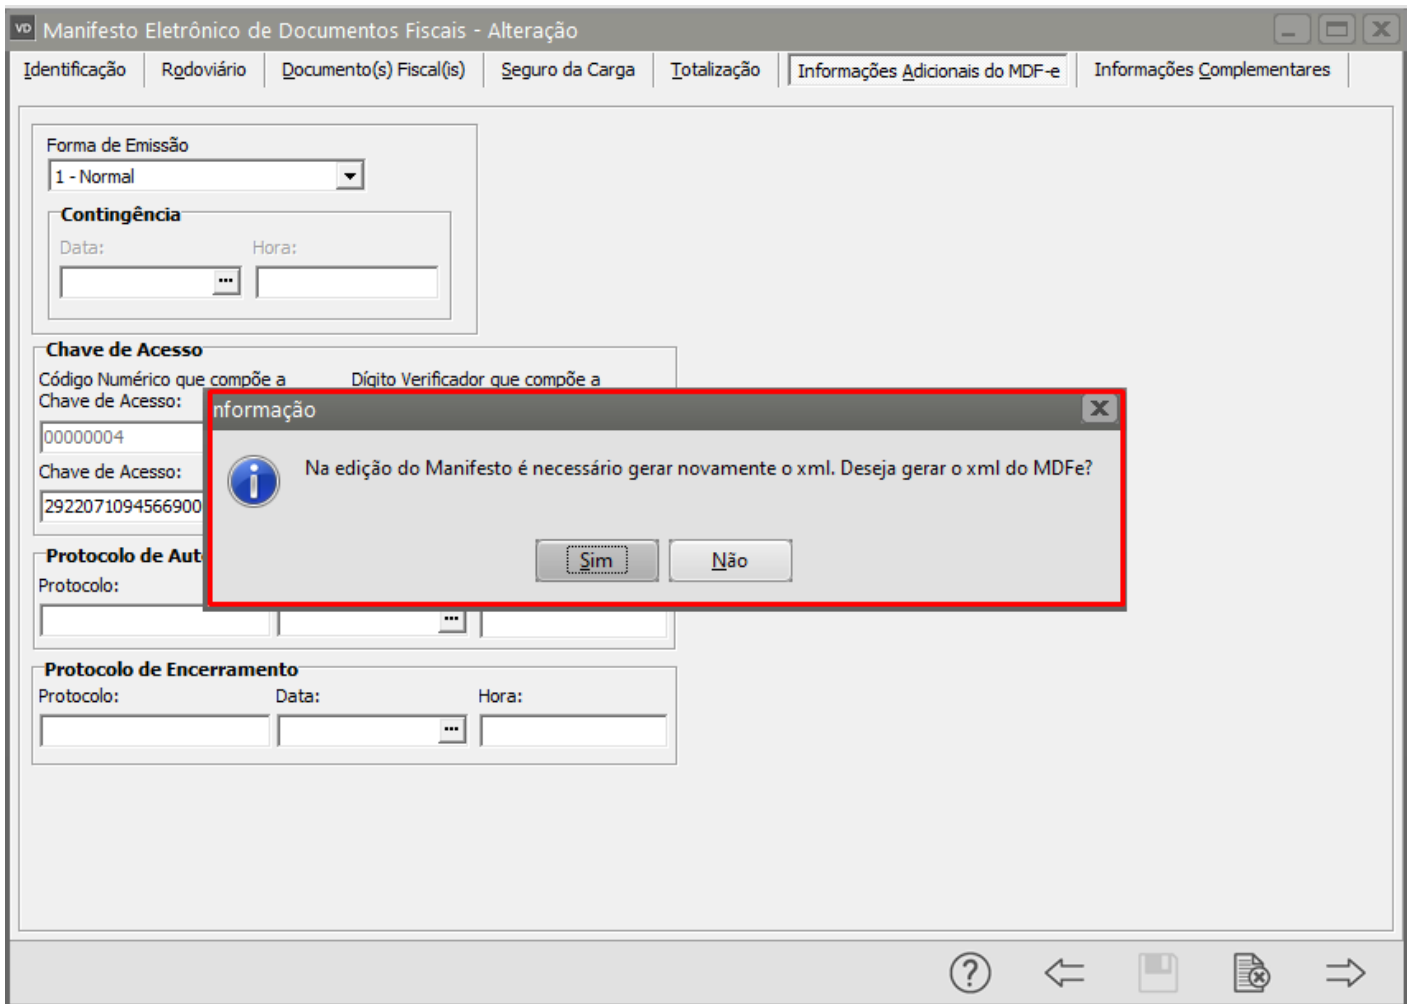 VD Manifesto Eletrônico de Documentos Fiscais - Alteração
Identificação Rodoviário Documento(s) Fiscal(is) Seguro da Carga Totalização Informações Adicionais do MDF-e Informações Complementares
Forma de Emissão
1 - Normal
Contingência
Data: Hora:
Chave de Acesso
Código Numérico que compõe a Dígito Verificador que compõe a
Chave de Acesso:
00000004
Chave de Acesso:
2922071094566900
nformação
Na edição do Manifesto é necessário gerar novamente o xml. Deseja gerar o xml do MDFe?
Sim Não
Protocolo de Aut
Protocolo:
Protocolo de Encerramento
Protocolo: Data: Hora: